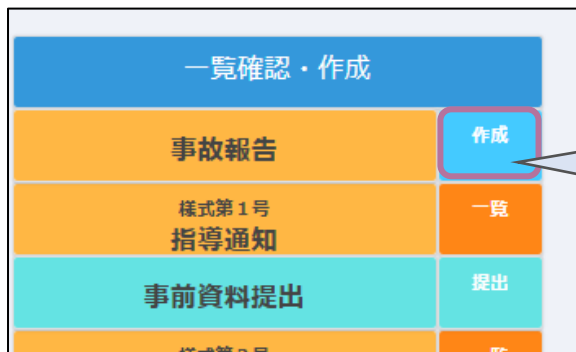 一覧確認・作成
事故報告
作成
様式第1号
指導通知
一覧
事前資料提出
提出